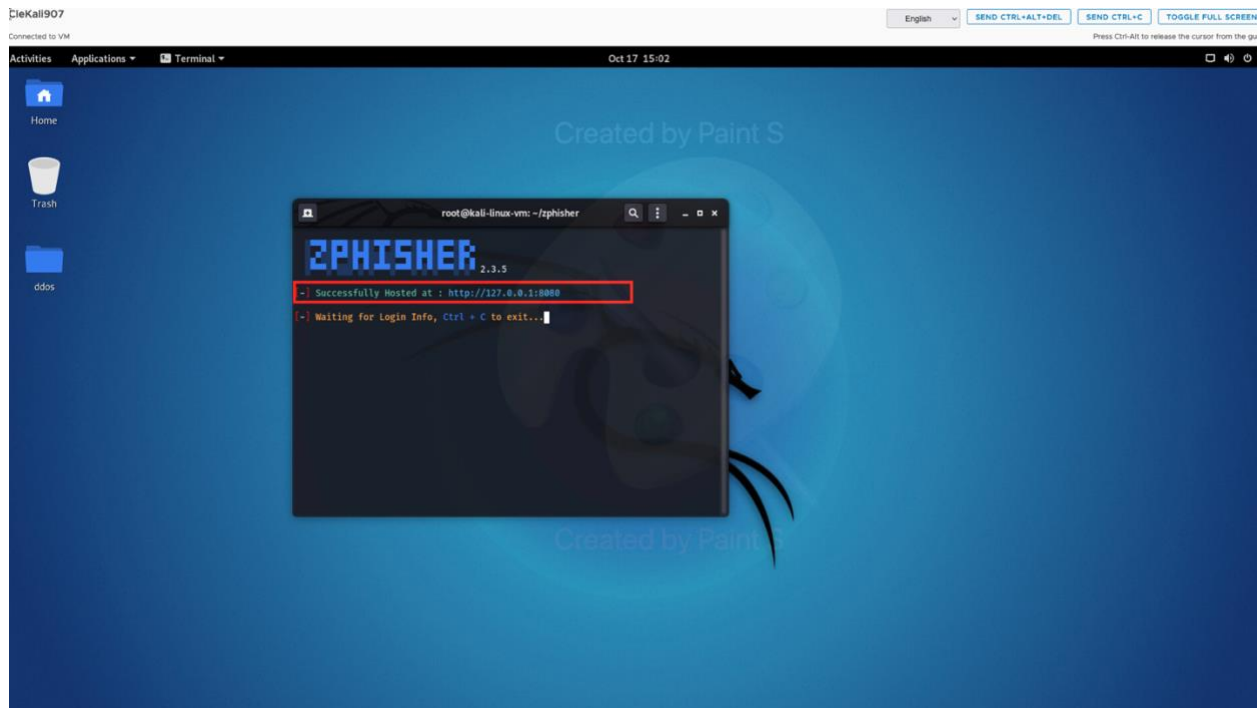 CieKali907
English
SEND CTRL+ALT+DEL
SEND CTRL+C
TOGGLE FULL SCREEN
Connected to VM
Press Ctrl-Alt to release the cursor from the gu
Activities Applications Terminal
Oct 17 15:02
Home
Created by Paint S
Trash
root@kali-linux-vm: ~/zphisher
ZPHISHER 2.3.5
[-] Successfully Hosted at : http://127.0.0.1:8080
[-] Waiting for Login Info, Ctrl + C to exit...
ddos
Created by Paint S